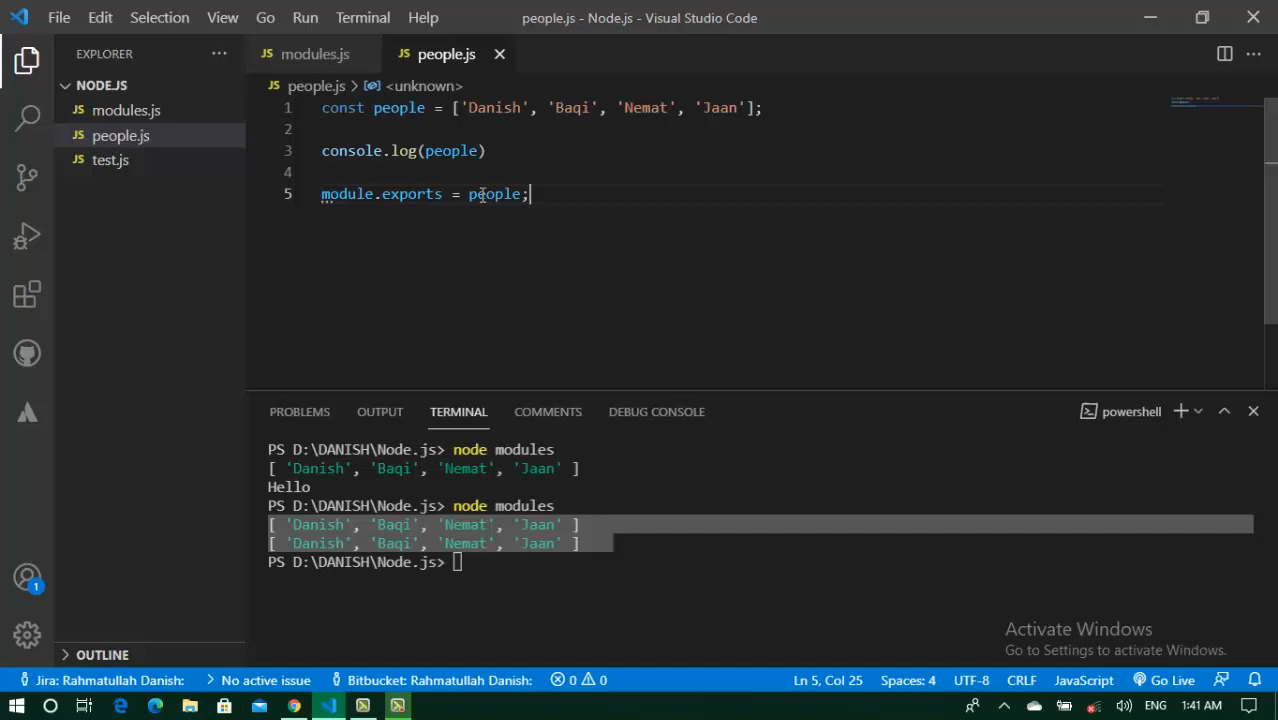 File Edit Selection View Go Run Terminal Help people.js - Node.js - Visual Studio Code
EXPLORER
JS modules.js JS people.js
NODE.JS
JS people.js <unknown>
JS modules.js
JS people.js
JS test.js
1 const people = ['Danish', 'Baqi', 'Nemat', 'Jaan'];
2
3 console.log(people)
4
5 module.exports = people;
PROBLEMS OUTPUT TERMINAL COMMENTS DEBUG CONSOLE powershell
PS D:\DANISH\Node.js> node modules
[ 'Danish', 'Baqi', 'Nemat', 'Jaan' ]
Hello
PS D:\DANISH\Node.js> node modules
[ 'Danish', 'Baqi', 'Nemat', 'Jaan' ]
[ 'Danish', 'Baqi', 'Nemat', 'Jaan' ]
PS D:\DANISH\Node.js>
1
OUTLINE
Activate Windows
Go to Settings to activate Windows.
Jira: Rahmatullah Danish: No active issue Bitbucket: Rahmatullah Danish: 0 0 Ln 5, Col 25 Spaces: 4 UTF-8 CRLF JavaScript Go Live
ENG 1:41 AM